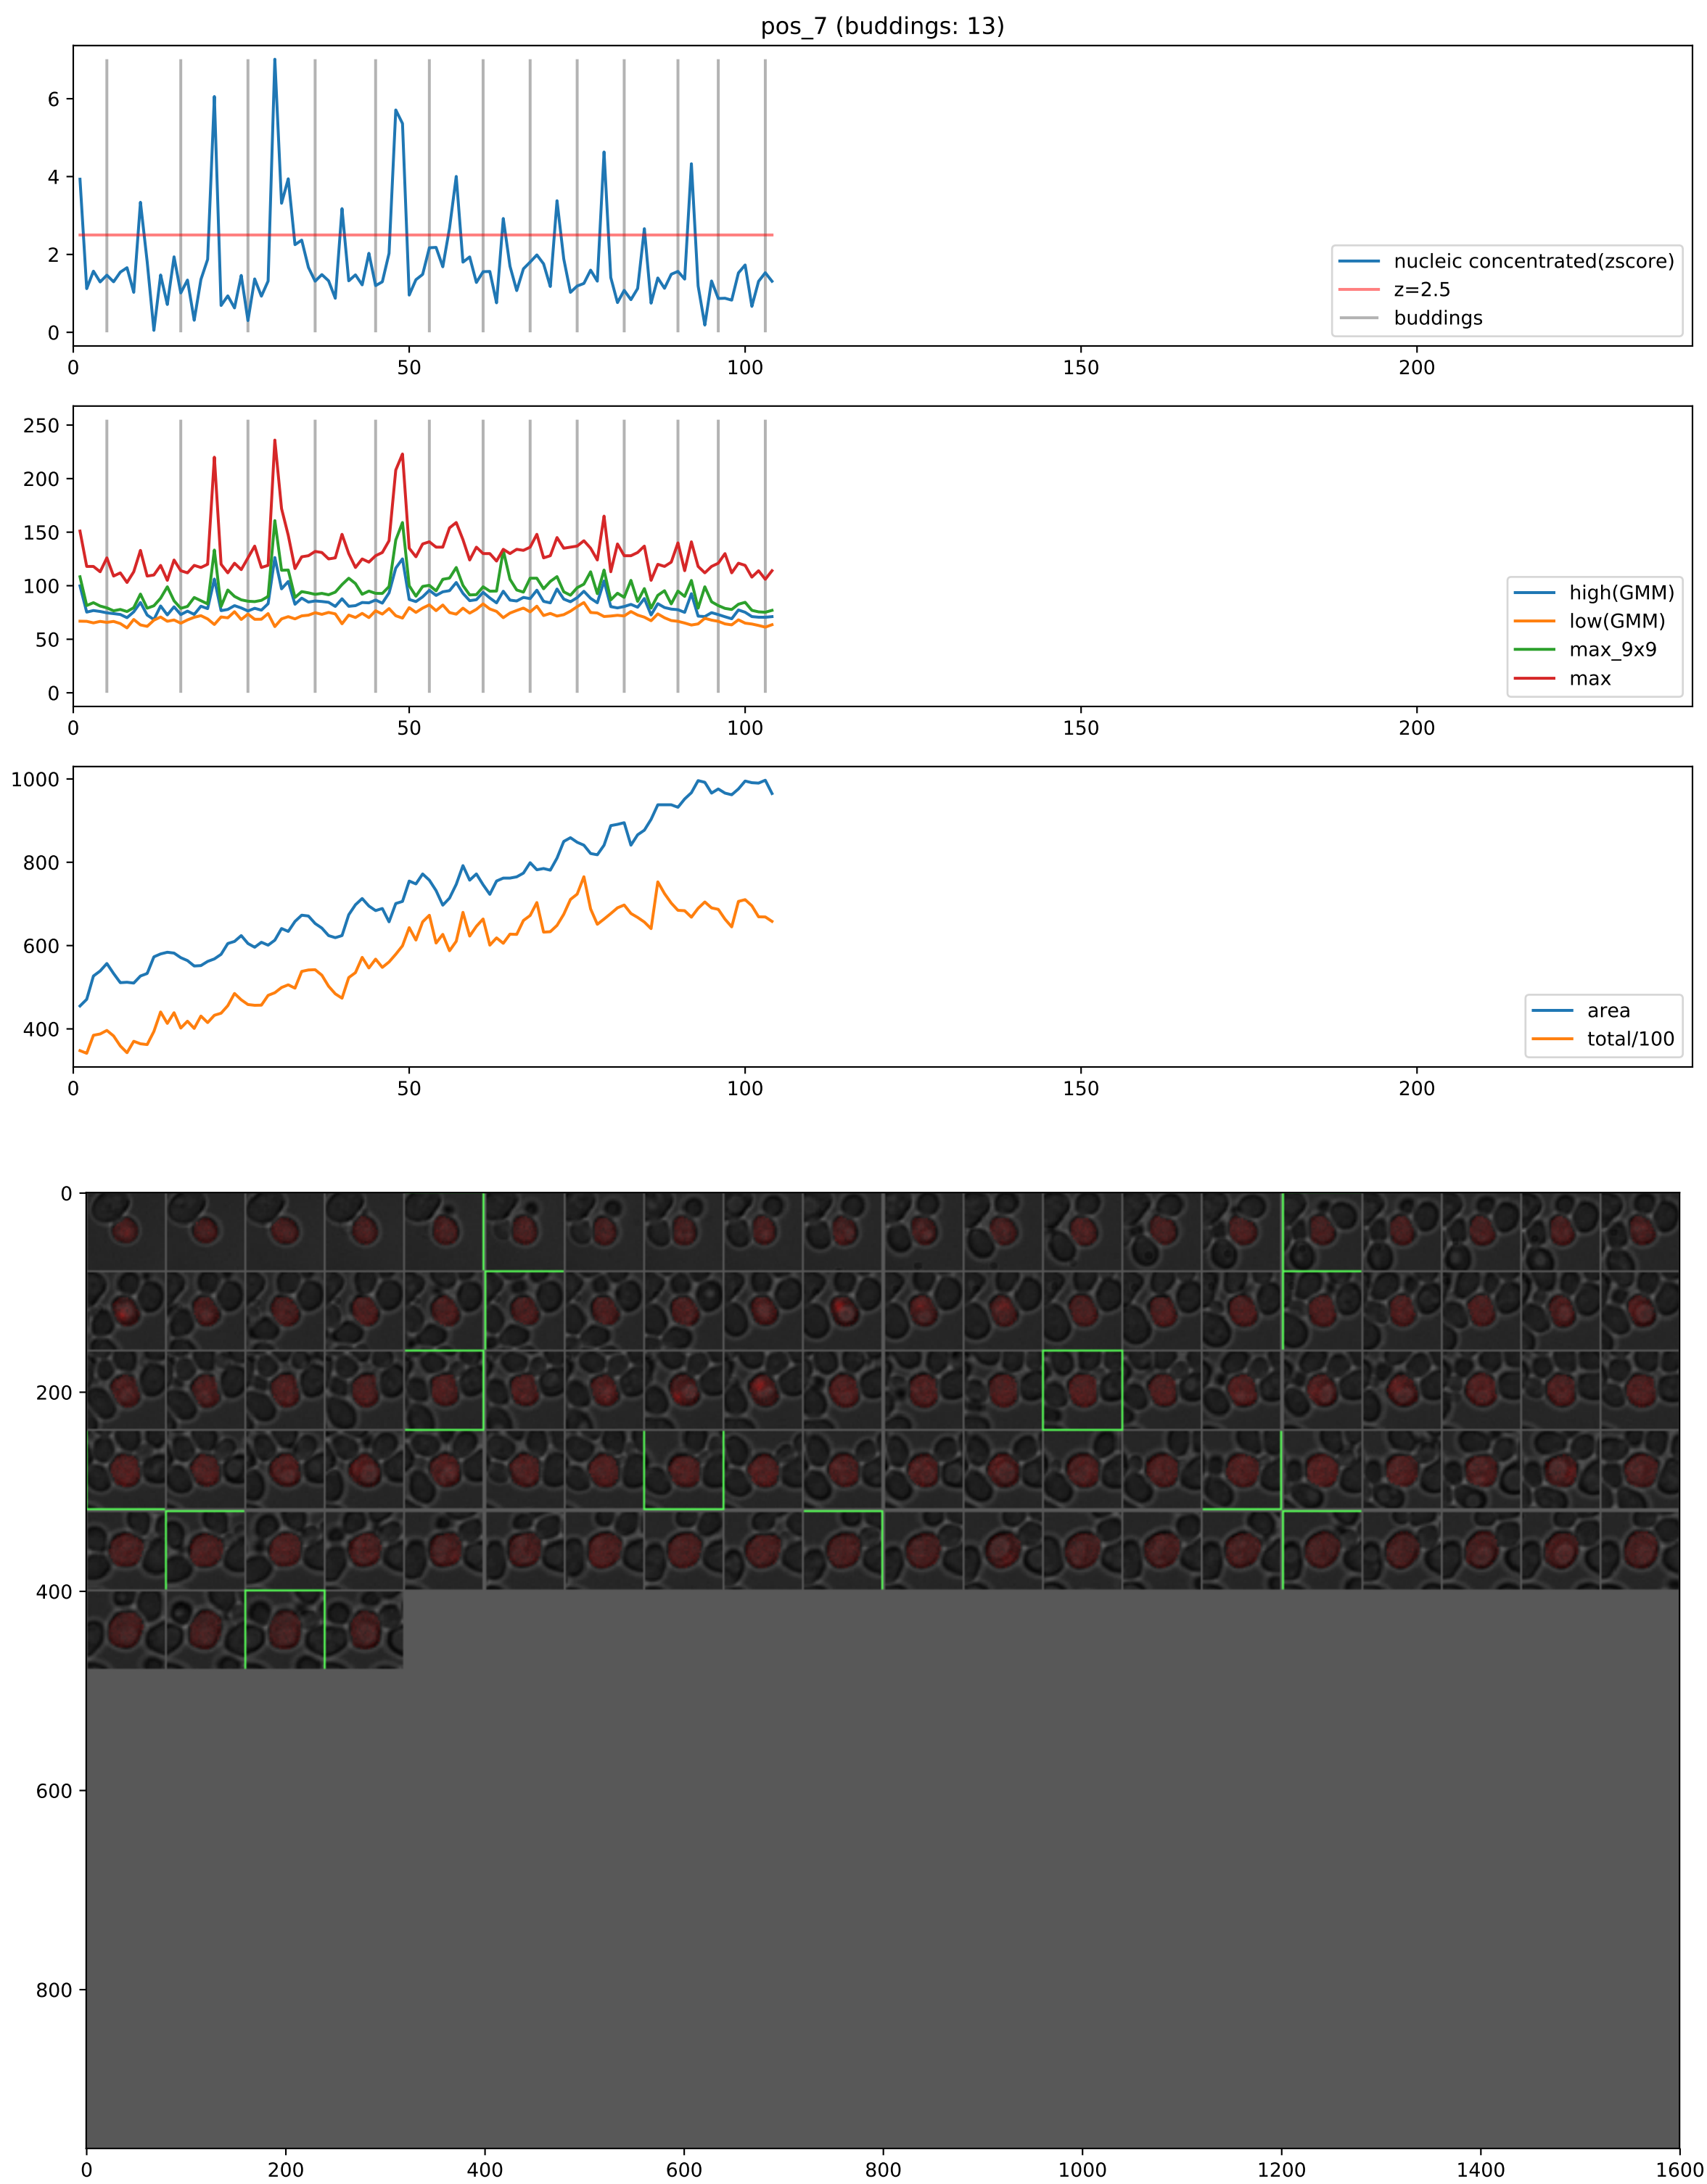 pos_7 (buddings: 13)
6
4
2
0
nucleic concentrated(zscore)
z=2.5
buddings
0 50 100 150 200
250
200
150
100
50
0
high(GMM)
low(GMM)
max_9x9
max
0 50 100 150 200
1000
800
600
400
area
total/100
0 50 100 150 200
0
200
400
600
800
0 200 400 600 800 1000 1200 1400 1600